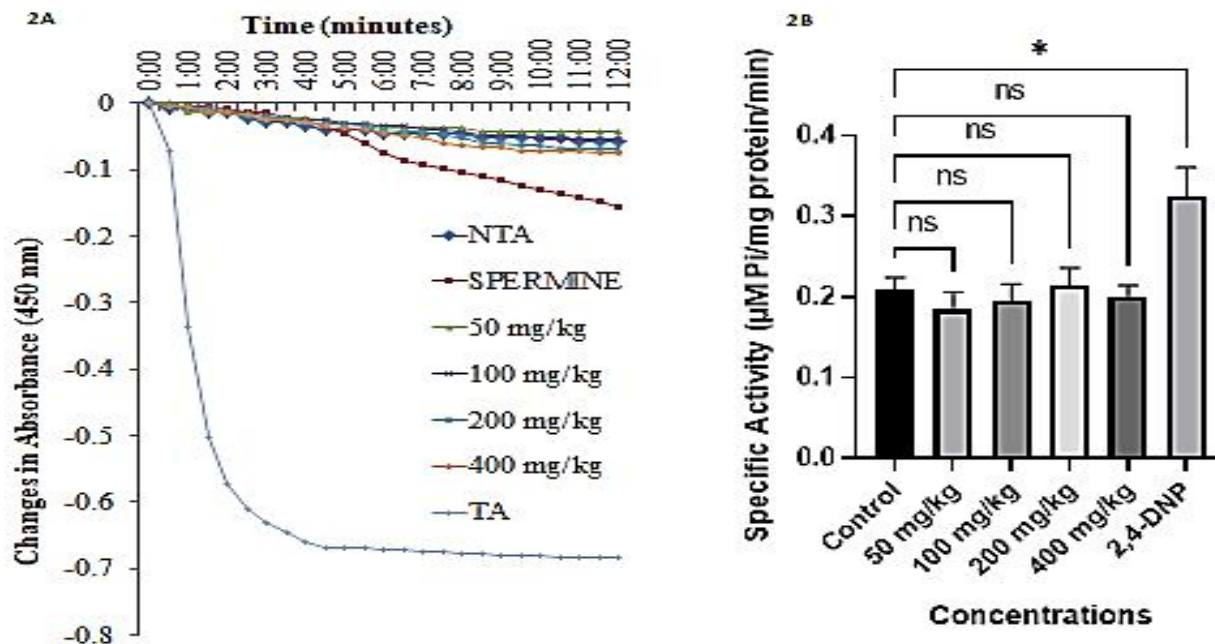 2A
Time (minutes)
0:00
1:00
2:00
3:00
4:00
5:00
6:00
7:00
8:00
9:00
10:00
11:00
12:00
0
-0.1
-0.2
-0.3
-0.4
-0.5
-0.6
-0.7
-0.8
Changes in Absorbance (450 nm)
NTA
SPERMINE
50 mg/kg
100 mg/kg
200 mg/kg
400 mg/kg
TA
2B
*
ns
ns
ns
ns
0.4
0.3
0.2
0.1
0.0
Specific Activity (µM Pi/mg protein/min)
Control
50 mg/kg
100 mg/kg
200 mg/kg
400 mg/kg
2,4-DNP
Concentrations